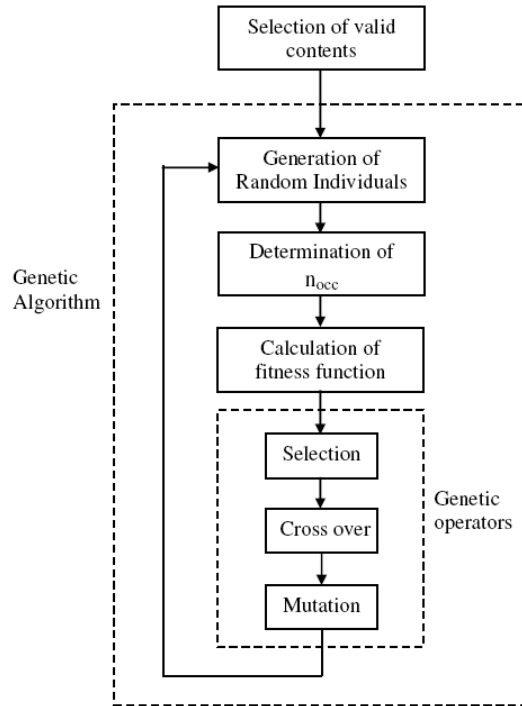 Selection of valid
contents
Generation of
Random Individuals
Determination of
nocc
Genetic
Algorithm
Calculation of
fitness function
Selection
Genetic
operators
Cross over
Mutation